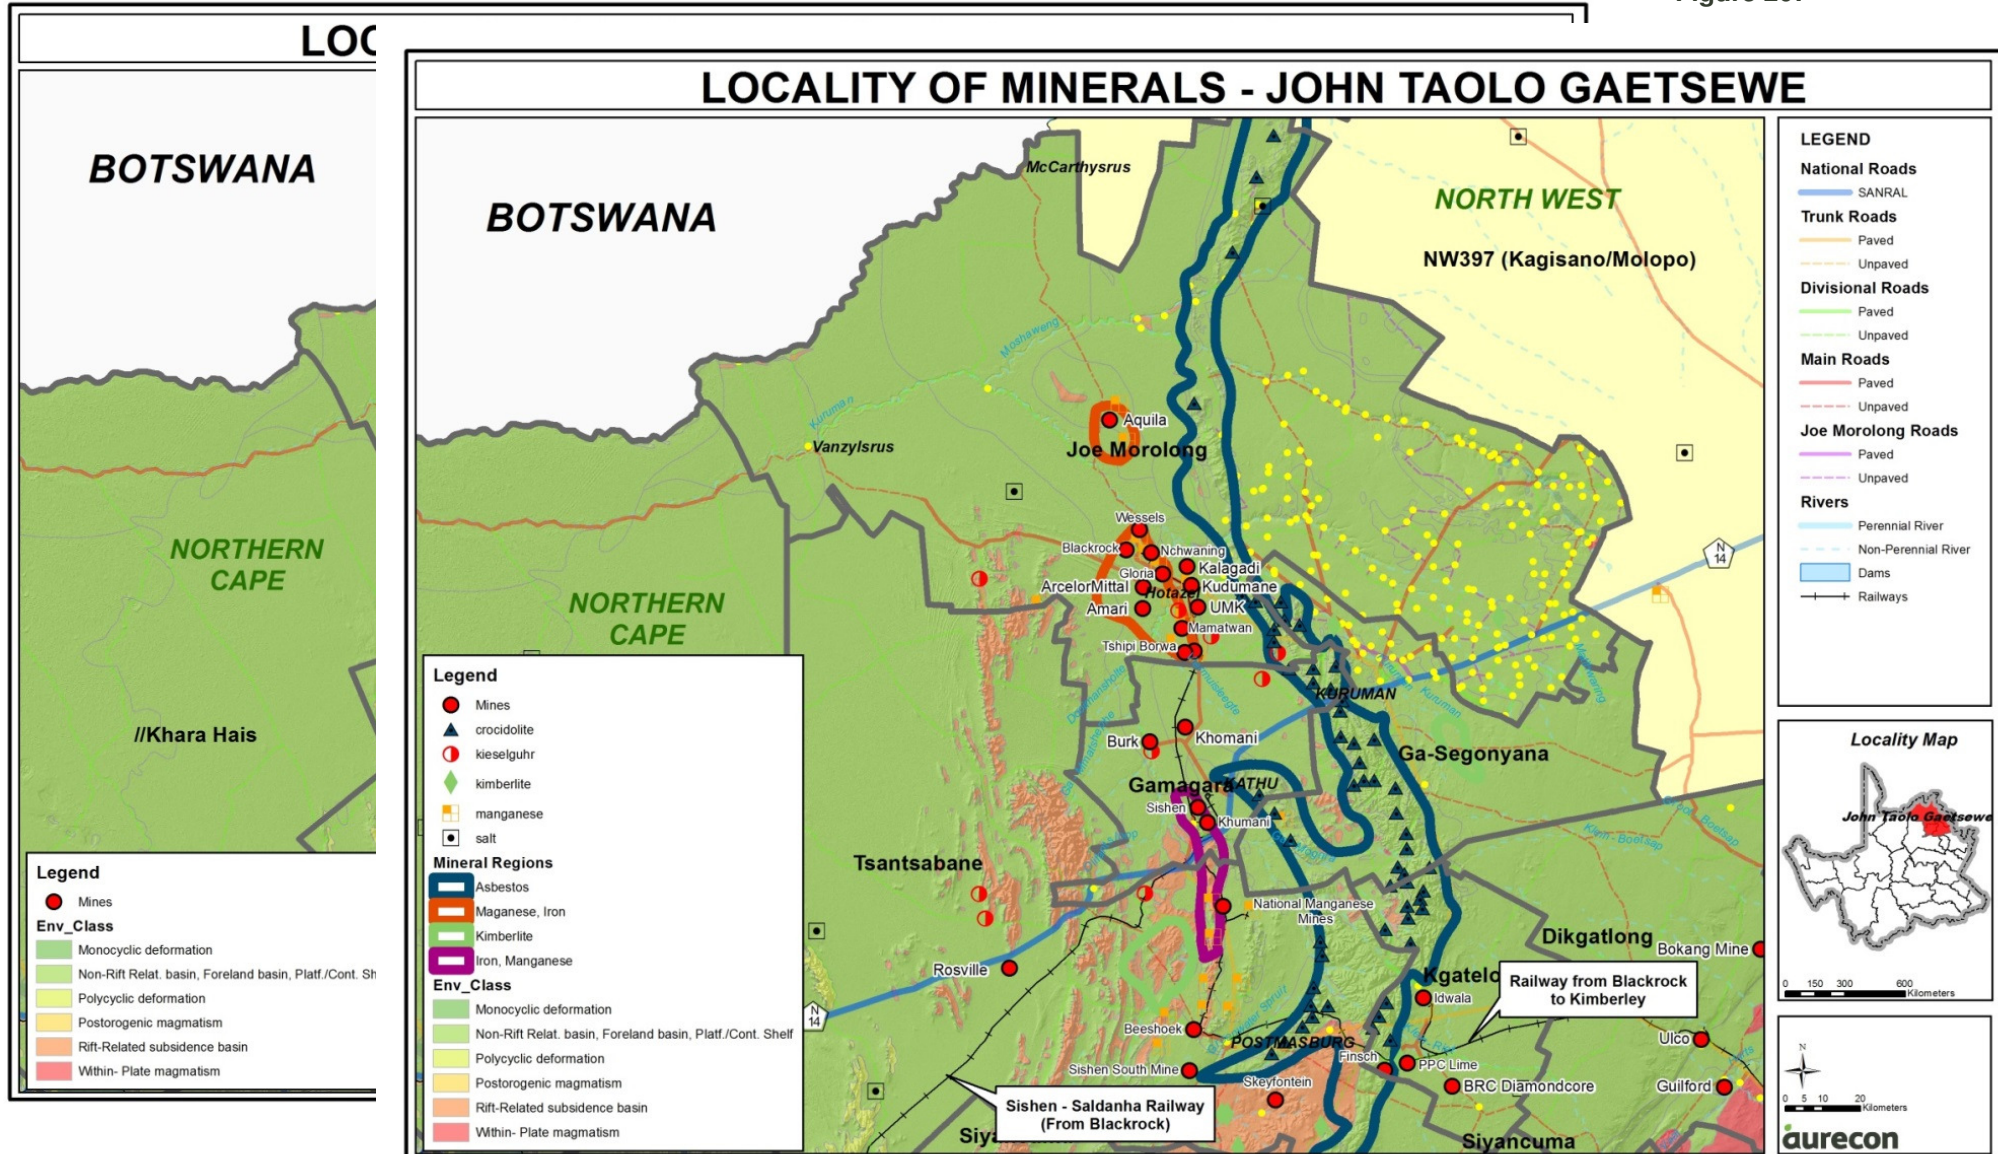 LOC
BOTSWANA
NORTHERN
CAPE
//Khara Hais
Legend
Mines
Env_Class
Monocyclic deformation
Non-Rift Relat. basin, Foreland basin, Platf./Cont. Sh
Polycyclic deformation
Postorogenic magmatism
Rift-Related subsidence basin
Within- Plate magmatism
LOCALITY OF MINERALS - JOHN TAOLO GAETSEWE
BOTSWANA
McCarthysrus
NORTH WEST
NW397 (Kagisano/Molopo)
Moshaweng
Kuruman
Vanzylsrus
Aquila
Joe Morolong
Wessels
Blackrock
Nchwaning
Gloria
Kalagadi
ArcelorMittal
Kudumane
Hotazel
Amari
UMK
Mamatwan
Tshipi Borwa
N
14
NORTHERN
CAPE
KURUMAN
Kuruman
Khomani
Burk
Ga-Segonyana
Gamagara
KATHU
Sishen
Khumani
Tsantsabane
National Manganese
Mines
Dikgatlong
Bokang Mine
Rosville
Kgatelo
Idwala
Railway from Blackrock
to Kimberley
N
14
Beeshoek
POSTMASBURG
Finsch
PPC Lime
Ulco
Sishen South Mine
Skeyfontein
BRC Diamondcore
Guilford
Sishen - Saldanha Railway
(From Blackrock)
Siya
Siyancuma
Legend
Mines
crocidolite
kieselguhr
kimberlite
manganese
salt
Mineral Regions
Asbestos
Maganese, Iron
Kimberlite
Iron, Manganese
Env_Class
Monocyclic deformation
Non-Rift Relat. basin, Foreland basin, Platf./Cont. Shelf
Polycyclic deformation
Postorogenic magmatism
Rift-Related subsidence basin
Within- Plate magmatism
LEGEND
National Roads
SANRAL
Trunk Roads
Paved
Unpaved
Divisional Roads
Paved
Unpaved
Main Roads
Paved
Unpaved
Joe Morolong Roads
Paved
Unpaved
Rivers
Perennial River
Non-Perennial River
Dams
Railways
Locality Map
John Taolo Gaetsewe
0 150 300 600
Kilometers
N
0 5 10 20
Kilometers
aurecon